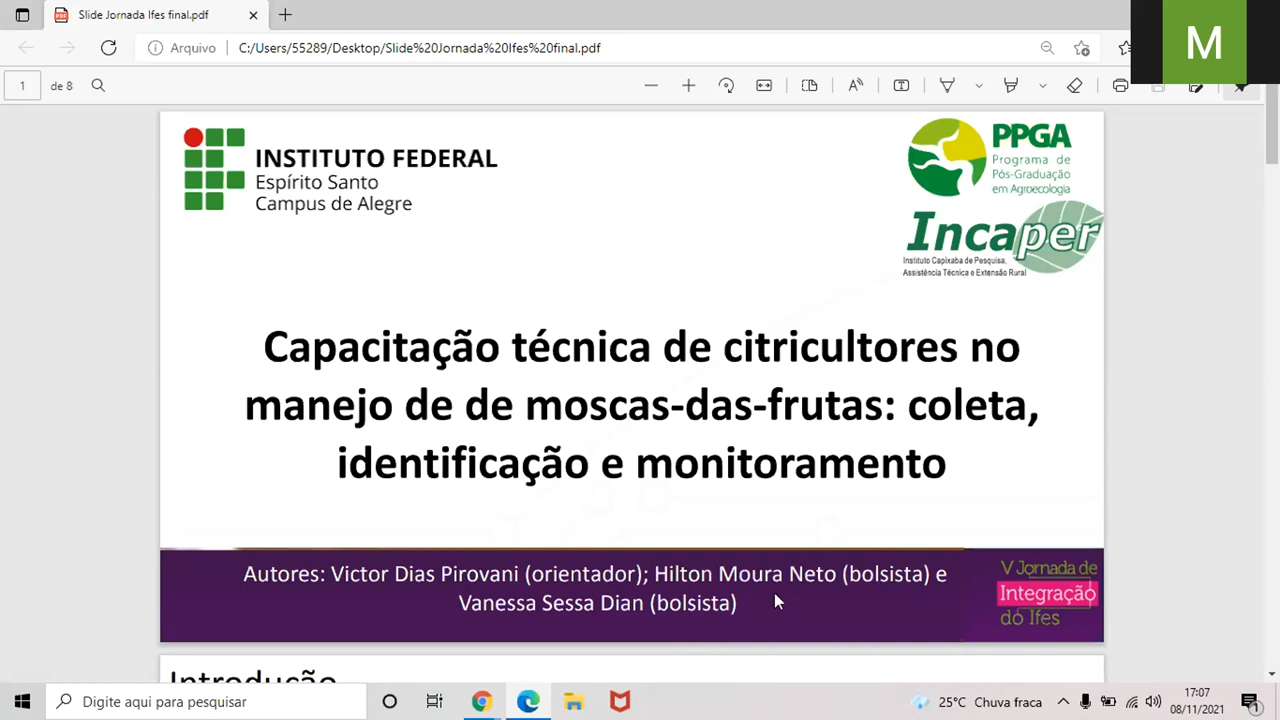 Slide Jornada Ifes final.pdf
Arquivo
C:/Users/55289/Desktop/Slide%20Jornada%20Ifes%20final.pdf
M
1 de 8
INSTITUTO FEDERAL
Espírito Santo
Campus de Alegre
PPGA
Programa de
Pós-Graduação
em Agroecologia
Incaper
Instituto Capixaba de Pesquisa,
Assistência Técnica e Extensão Rural
Capacitação técnica de citricultores no
manejo de de moscas-das-frutas: coleta,
identificação e monitoramento
Autores: Victor Dias Pirovani (orientador); Hilton Moura Neto (bolsista) e
Vanessa Sessa Dian (bolsista)
V Jornada de
Integração
do Ifes
Introdução
Digite aqui para pesquisar
25°C Chuva fraca
17:07
08/11/2021
1